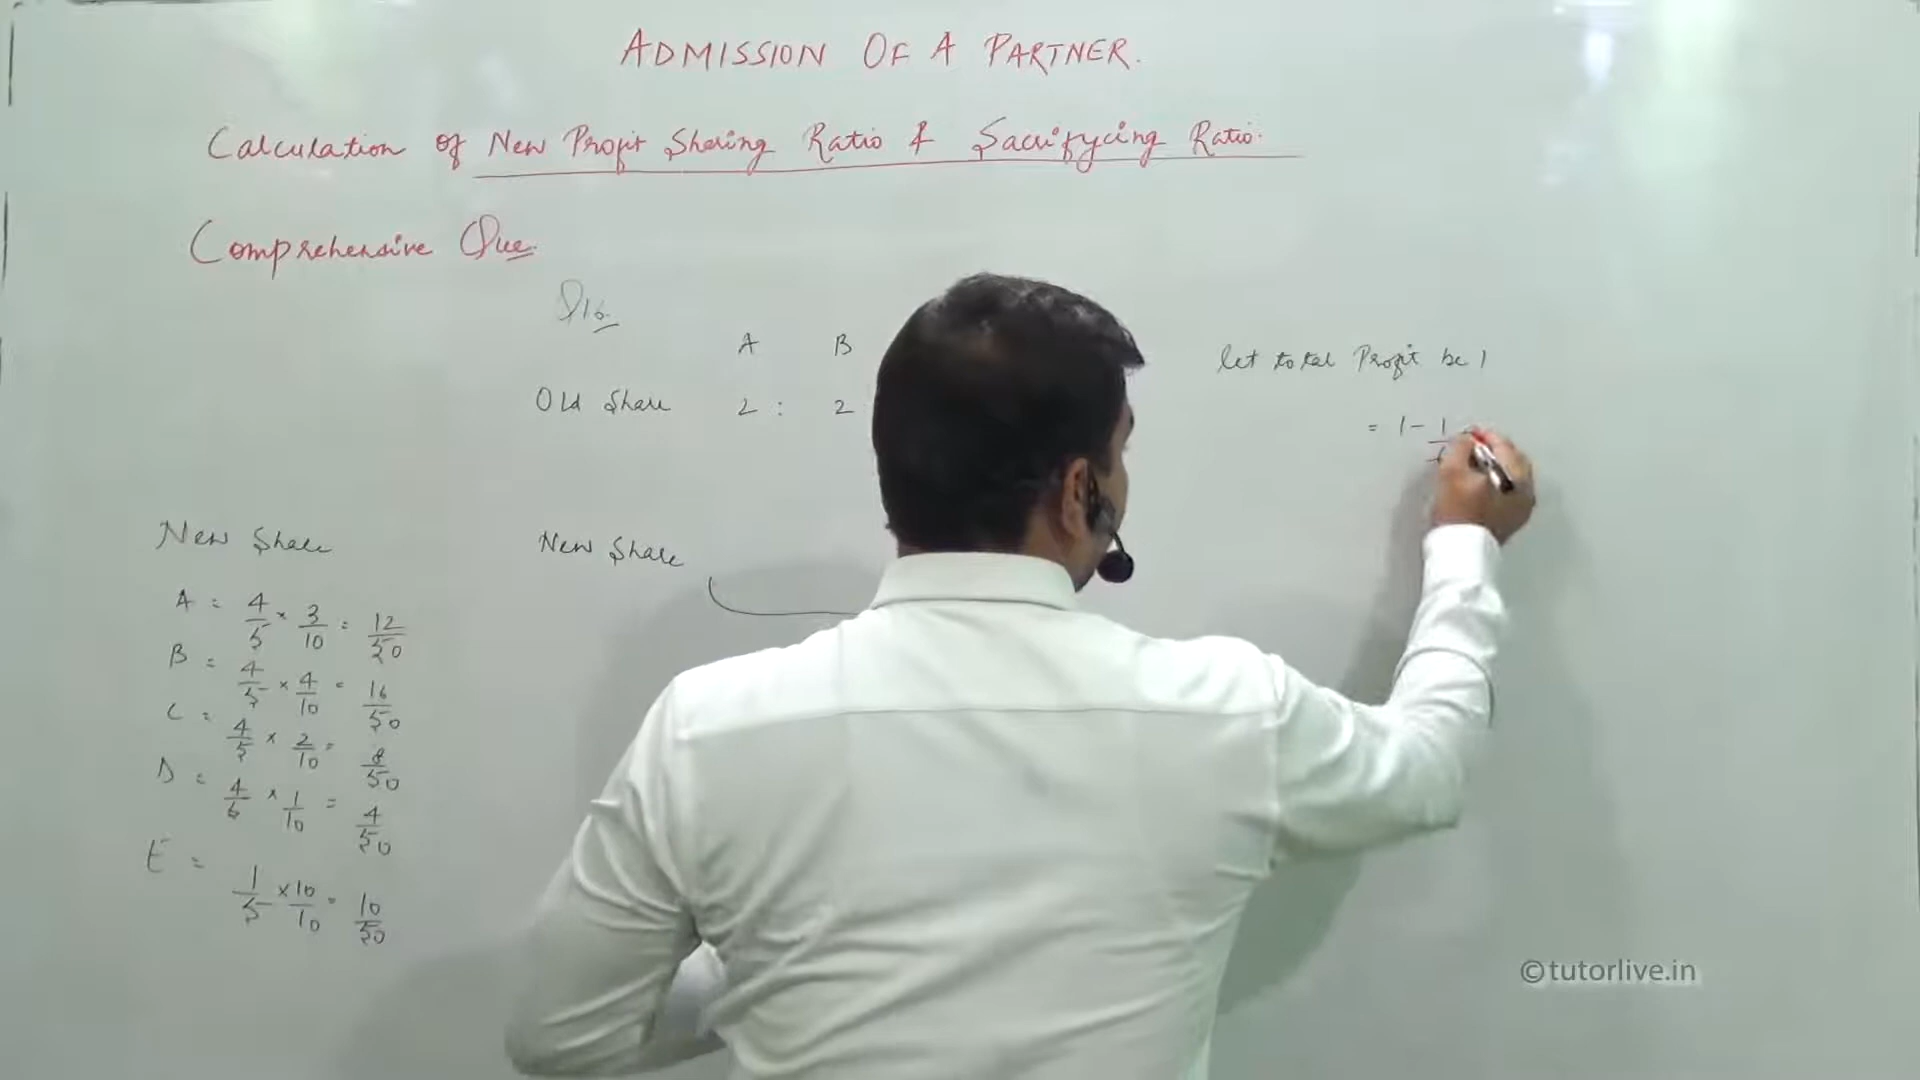 ADMISSION OF A PARTNER.
Calculation of New Profit Sharing Ratio & Sacrifycing Ratio.
Comprehensive Que.
Q16.
A B
Old Share 2 : 2
let total Profit be 1
= 1 - 1
New Share
New Share
A = 4/5 × 3/10 = 12/50
B = 4/5 × 4/10 = 16/50
C = 4/5 × 2/10 = 8/50
D = 4/5 × 1/10 = 4/50
E = 1/5 × 10/10 = 10/50
©tutorlive.in